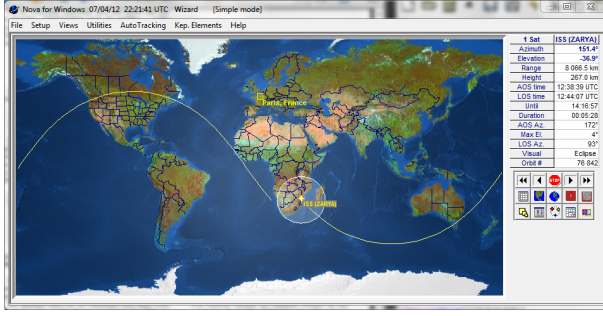 Nova for Windows 07/04/12 22:21:41 UTC Wizard [Simple mode]
File Setup Views Utilities AutoTracking Kep. Elements Help
Paris, France
ISS (ZARYA)
1 Sat ISS (ZARYA)
Azimuth 151.4°
Elevation -36.9°
Range 8 066.5 km
Height 267.0 km
AOS time 12:38:39 UTC
LOS time 12:44:07 UTC
Until 14:16:57
Duration 00:05:28
AOS Az. 172°
Max El. 4°
LOS Az. 93°
Visual Eclipse
Orbit # 76 842
STOP